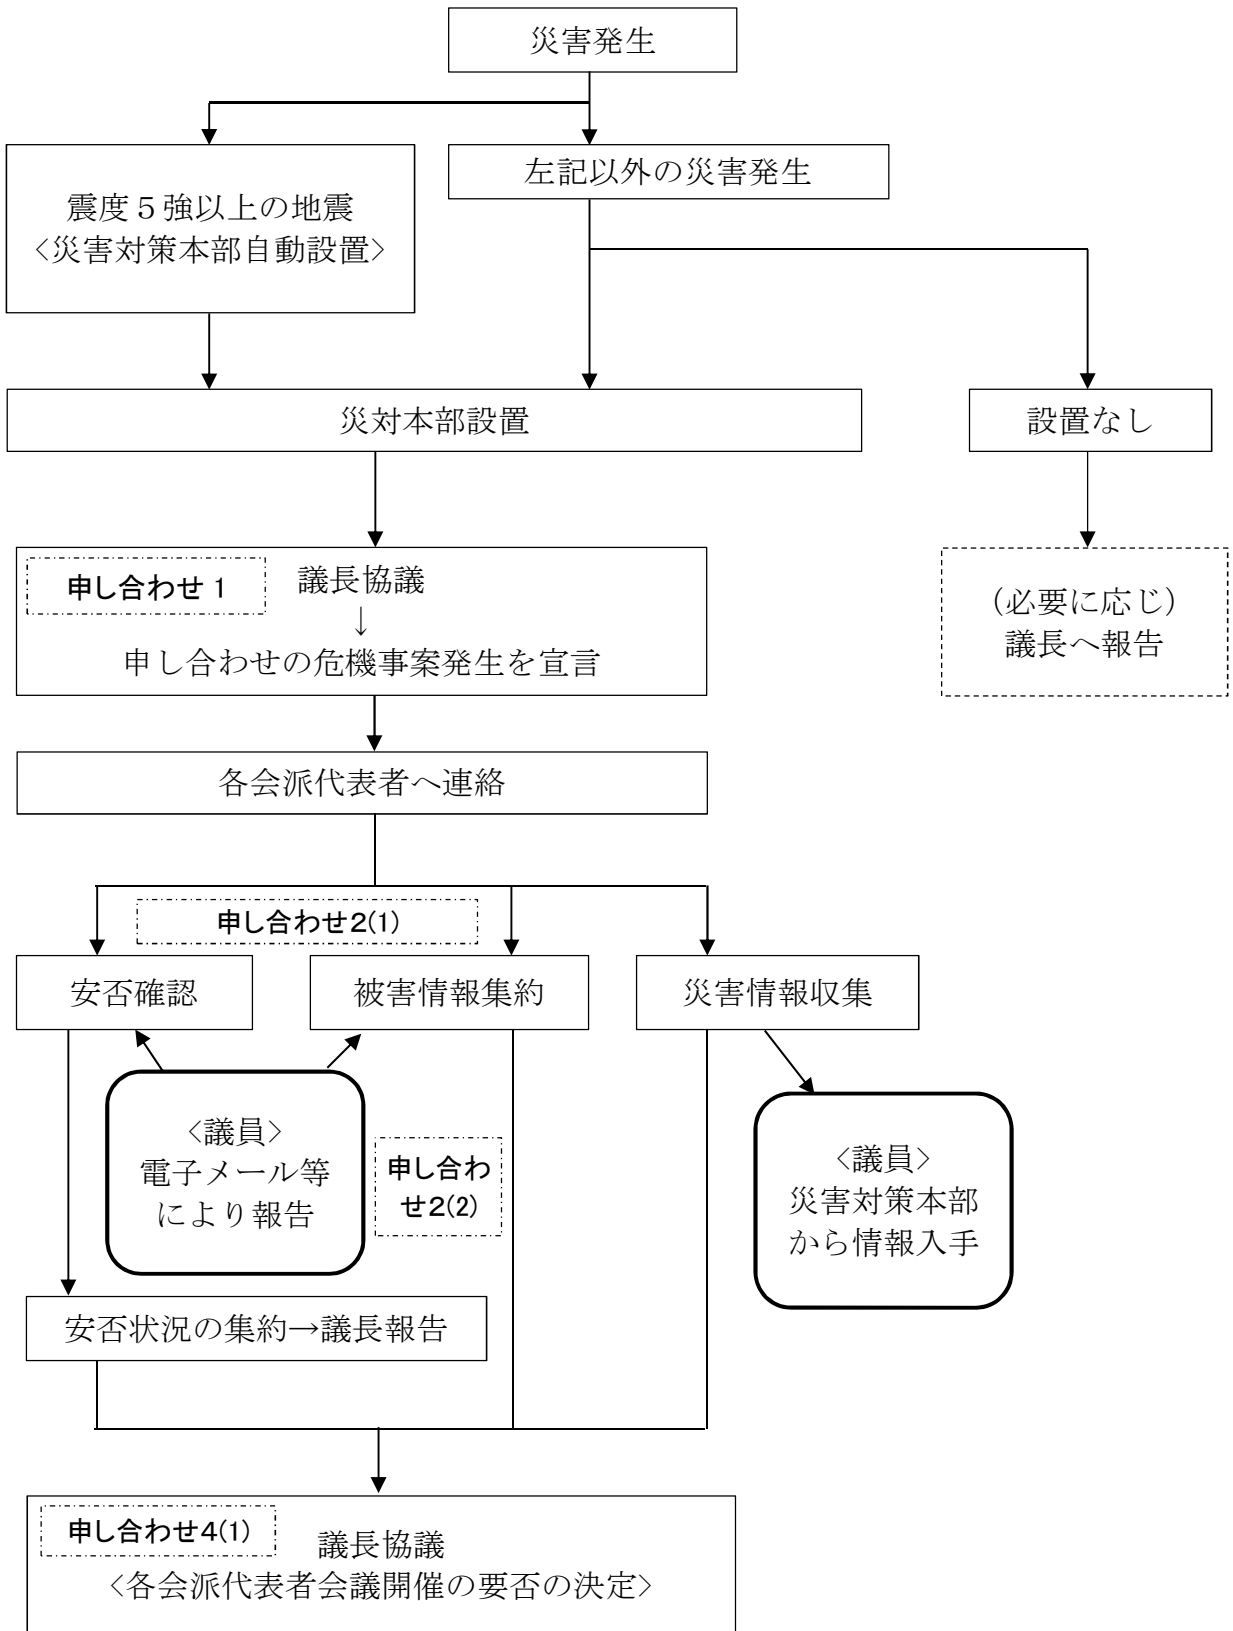 災害発生
震度５強以上の地震
<災害対策本部自動設置>
左記以外の災害発生
災対本部設置
設置なし
申し合わせ１
議長協議
↓
申し合わせの危機事案発生を宣言
（必要に応じ）
議長へ報告
各会派代表者へ連絡
申し合わせ２(1)
安否確認
被害情報集約
災害情報収集
<議員>
電子メール等
により報告
申し合わ
せ２(2)
<議員>
災害対策本部
から情報入手
安否状況の集約→議長報告
申し合わせ４(1)
議長協議
<各会派代表者会議開催の要否の決定>